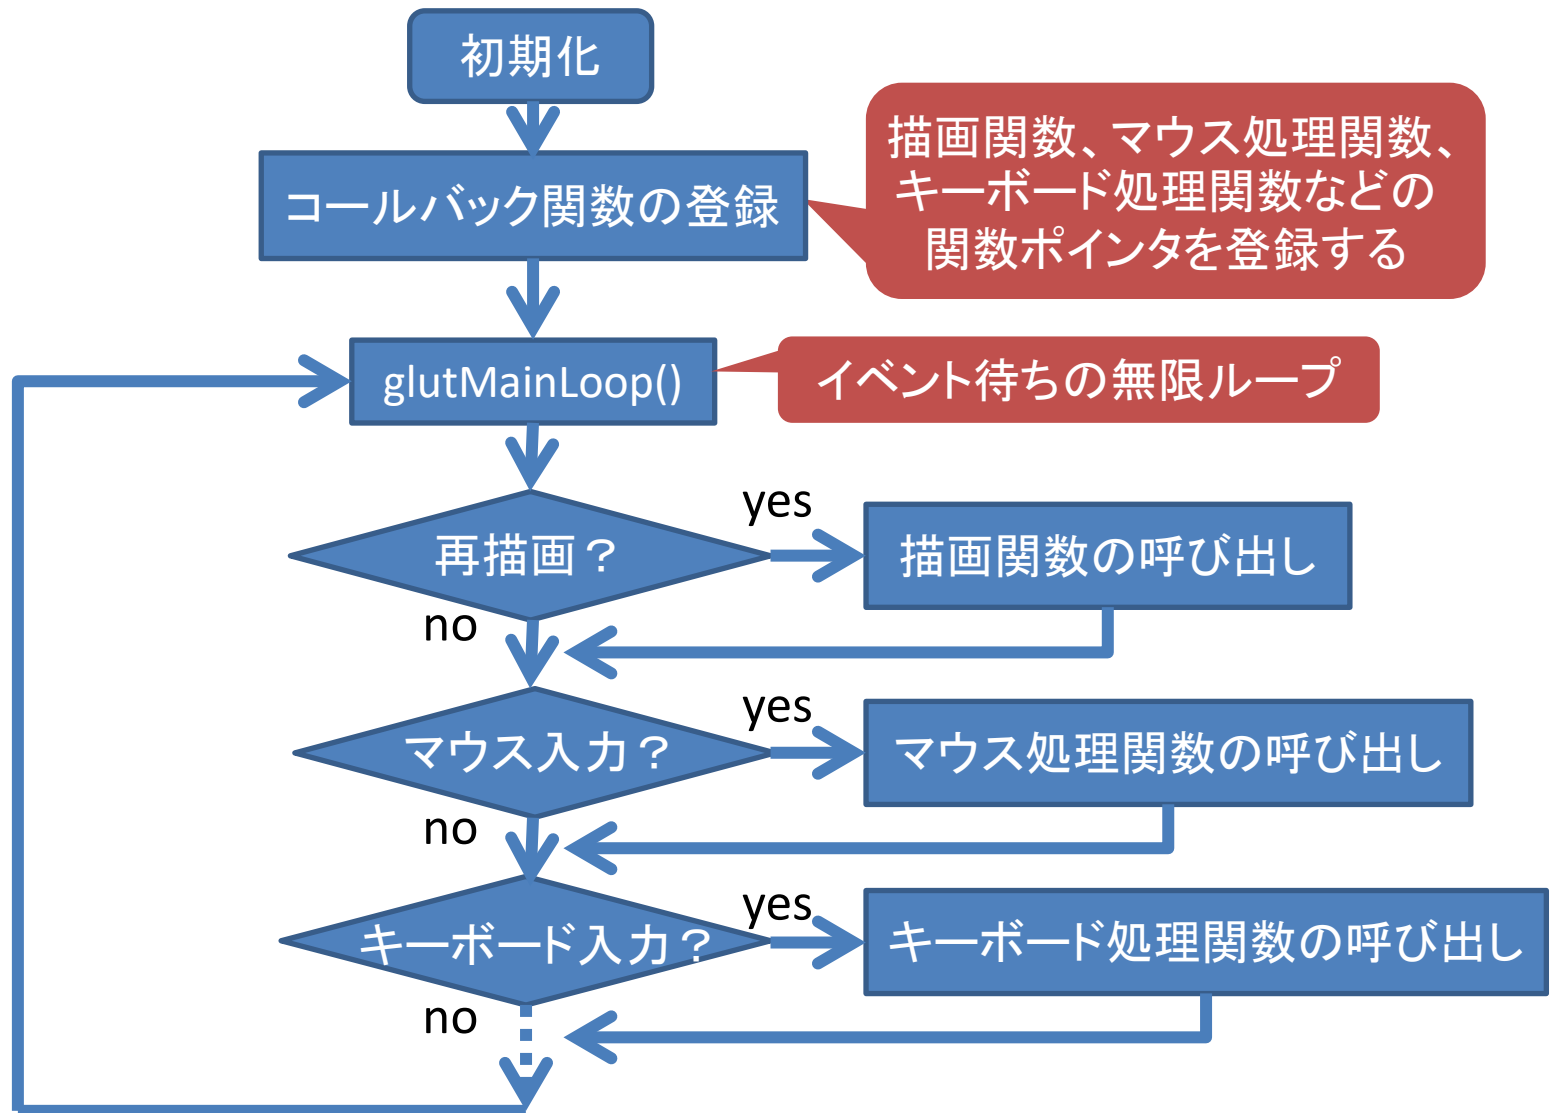 初期化
コールバック関数の登録
描画関数、マウス処理関数、
キーボード処理関数などの
関数ポインタを登録する
glutMainLoop()
イベント待ちの無限ループ
再描画？
yes
描画関数の呼び出し
no
マウス入力？
yes
マウス処理関数の呼び出し
no
キーボード入力？
yes
キーボード処理関数の呼び出し
no